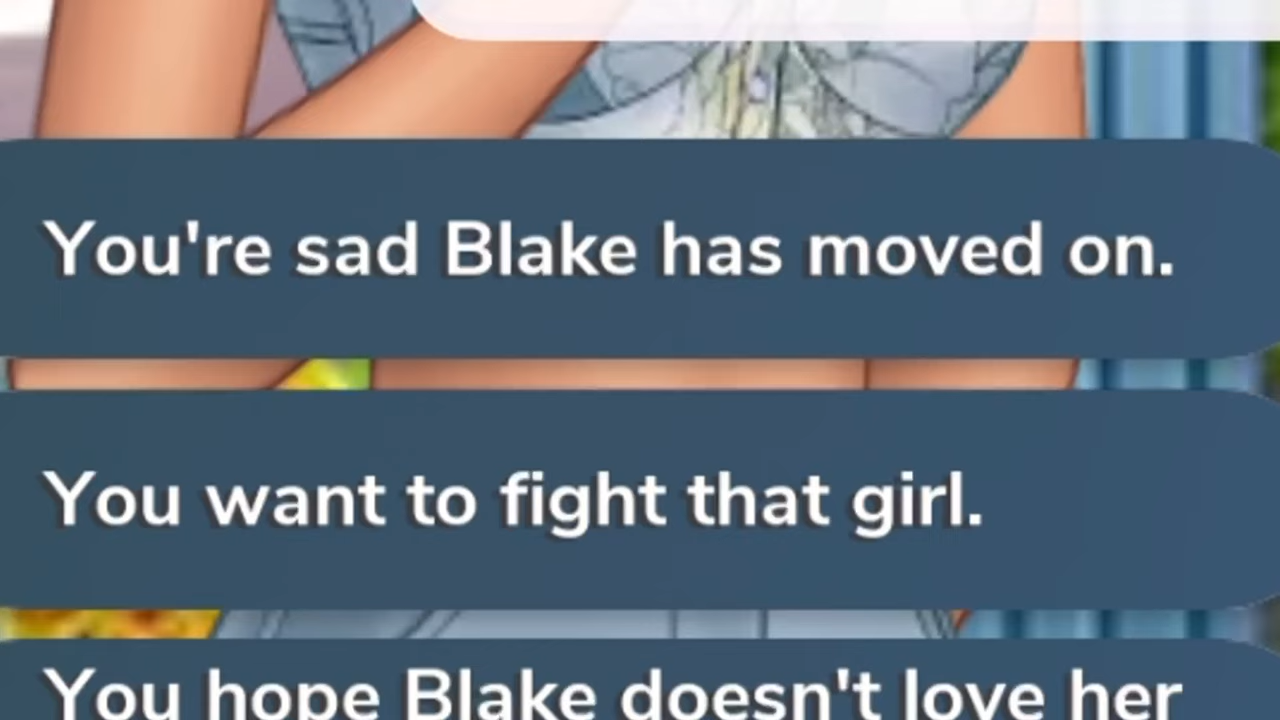 You're sad Blake has moved on.
You want to fight that girl.
You hope Blake doesn't love her